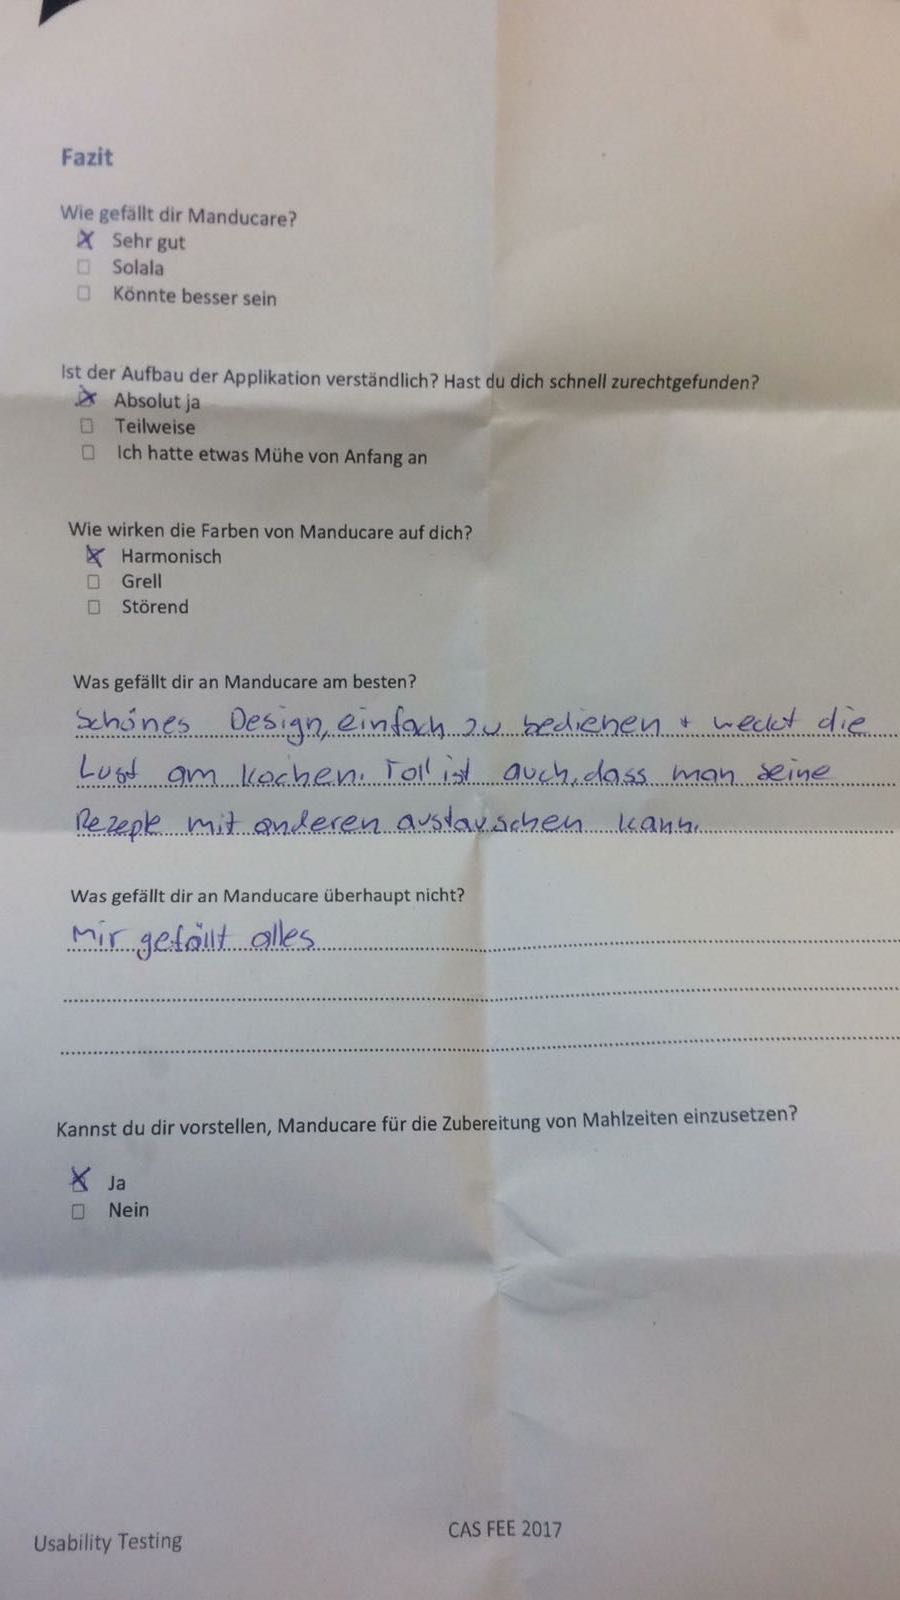 Fazit
Wie gefällt dir Manducare?
Sehr gut
Solala
Könnte besser sein
Ist der Aufbau der Applikation verständlich? Hast du dich schnell zurechtgefunden?
Absolut ja
Teilweise
Ich hatte etwas Mühe von Anfang an
Wie wirken die Farben von Manducare auf dich?
Harmonisch
Grell
Störend
Was gefällt dir an Manducare am besten?
Schönes Design, einfach zu bedienen + weckt die
Lust am Kochen. Toll ist auch, dass man seine
Rezepte mit anderen austauschen kann.
Was gefällt dir an Manducare überhaupt nicht?
Mir gefällt alles
Kannst du dir vorstellen, Manducare für die Zubereitung von Mahlzeiten einzusetzen?
Ja
Nein
Usability Testing
CAS FEE 2017